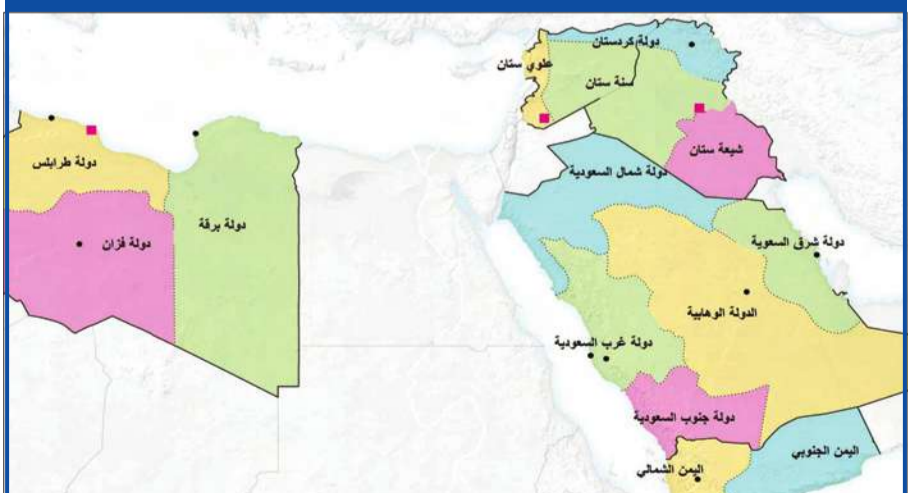 دولة كردستان
علوي ستان
سنة ستان
شيعة ستان
دولة طرابلس
دولة شمال السعودية
دولة برقة
دولة فزان
دولة شرق السعوية
الدولة الوهابية
دولة غرب السعودية
دولة جنوب السعودية
اليمن الجنوبي
اليمن الشمالي